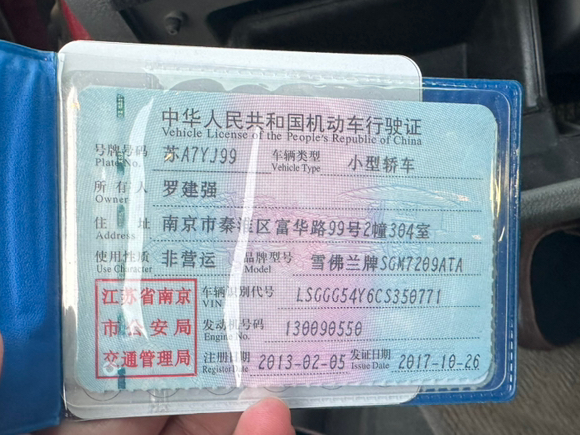 中华人民共和国机动车行驶证
Vehicle License of the People's Republic of China
号牌号码 苏A7YJ99 车辆类型 小型轿车
Plate No. Vehicle Type
所有人 罗建强
Owner
住址 南京市秦淮区富华路99号2幢304室
Address
使用性质 非营运 品牌型号 雪佛兰牌SGM7209ATA
Use Character Model
江苏省南京 车辆识别代号 LSGGG54Y6CS350771
VIN
市公安局 发动机号码 130090550
Engine No.
交通管理局 注册日期 2013-02-05 发证日期 2017-10-26
Register Date Issue Date